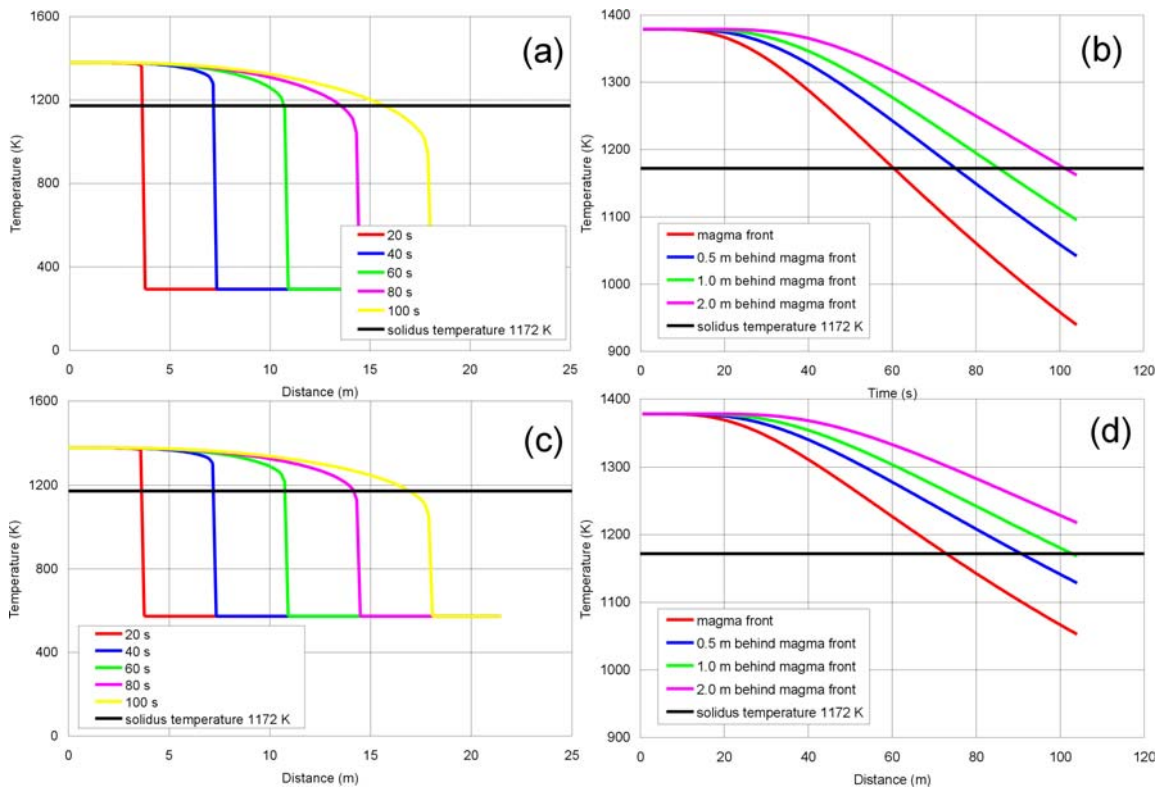 (a)
1600
1200
800
400
0
Temperature (K)
0 5 10 15 20 25
Distance (m)
20 s
40 s
60 s
80 s
100 s
solidus temperature 1172 K
(b)
1400
1300
1200
1100
1000
900
Temperature (K)
0 20 40 60 80 100 120
Time (s)
magma front
0.5 m behind magma front
1.0 m behind magma front
2.0 m behind magma front
solidus temperature 1172 K
(c)
1600
1200
800
400
0
Temperature (K)
0 5 10 15 20 25
Distance (m)
20 s
40 s
60 s
80 s
100 s
solidus temperature 1172 K
(d)
1400
1300
1200
1100
1000
900
Temperature (K)
0 20 40 60 80 100 120
Distance (m)
magma front
0.5 m behind magma front
1.0 m behind magma front
2.0 m behind magma front
solidus temperature 1172 K